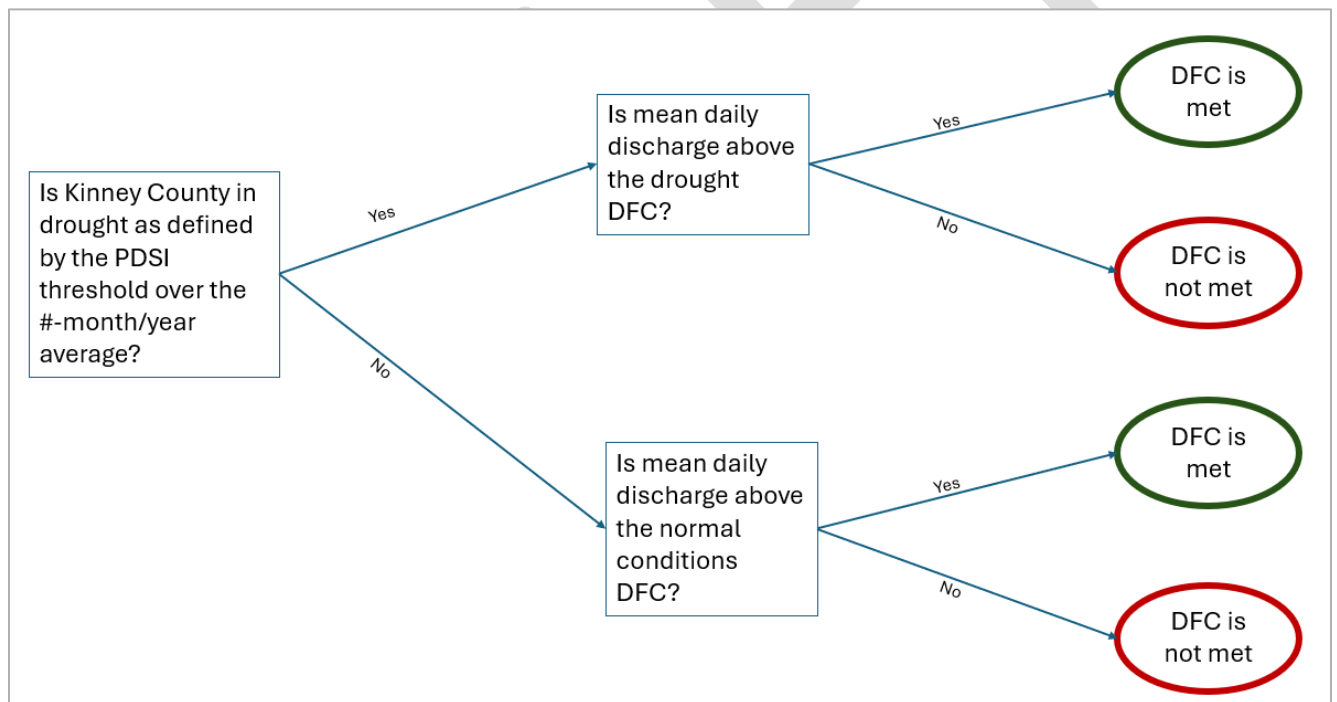 Is Kinney County in
drought as defined
by the PDSI
threshold over the
#-month/year
average?
Yes
No
Is mean daily
discharge above
the drought
DFC?
Yes
No
DFC is
met
DFC is
not met
Is mean daily
discharge above
the normal
conditions
DFC?
Yes
No
DFC is
met
DFC is
not met